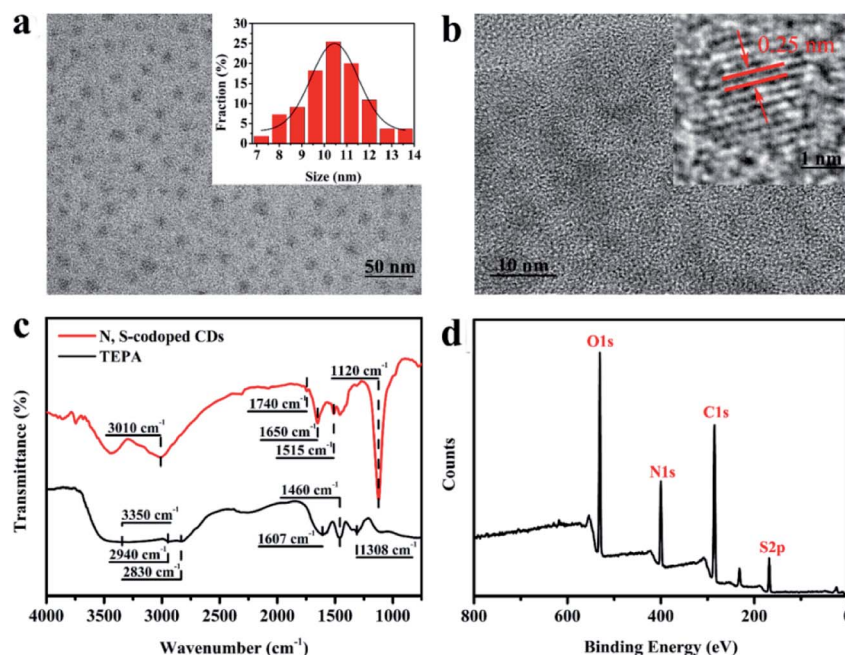 a
30
25
20
15
10
5
0
Fraction (%)
7 8 9 10 11 12 13 14
Size (nm)
50 nm
b
0.25 nm
1 nm
10 nm
c
N, S-codoped CDs
TEPA
1120 cm⁻¹
1740 cm⁻¹
3010 cm⁻¹
1650 cm⁻¹
1515 cm⁻¹
3350 cm⁻¹
1460 cm⁻¹
2940 cm⁻¹
1607 cm⁻¹
1308 cm⁻¹
2830 cm⁻¹
Transmittance (%)
4000 3500 3000 2500 2000 1500 1000
Wavenumber (cm⁻¹)
d
O1s
C1s
N1s
S2p
Counts
800 600 400 200 0
Binding Energy (eV)